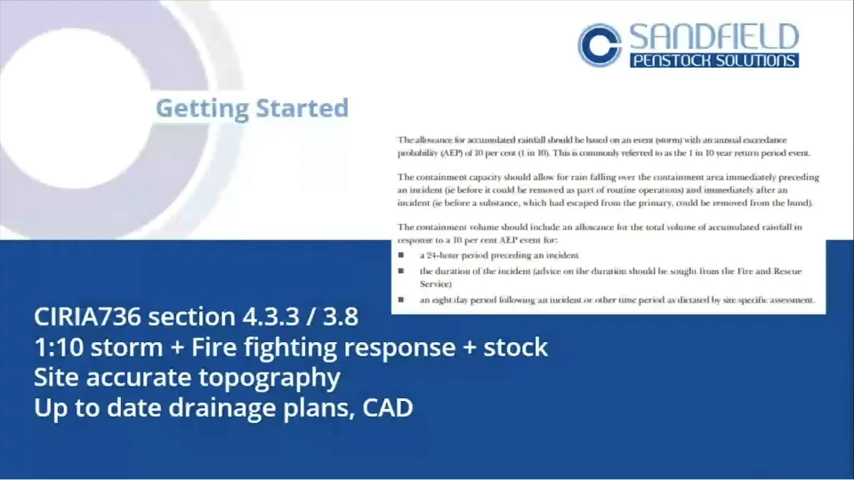 SANDFIELD
PENSTOCK SOLUTIONS
Getting Started
The allowance for accumulated rainfall should be based on an event (storm) with an annual exceedance
probability (AEP) of 10 per cent (1 in 10). This is commonly referred to as the 1 in 10 year return period event.
The containment capacity should allow for rain falling over the containment area immediately preceding
an incident (ie before it could be removed as part of routine operations) and immediately after an
incident (ie before a substance, which had escaped from the primary, could be removed from the bund).
The containment volume should include an allowance for the total volume of accumulated rainfall in
response to a 10 per cent AEP event for:
■ a 24-hour period preceding an incident
■ the duration of the incident (advice on the duration should be sought from the Fire and Rescue
Service)
■ an eight day period following an incident or other time period as dictated by site specific assessment.
CIRIA736 section 4.3.3 / 3.8
1:10 storm + Fire fighting response + stock
Site accurate topography
Up to date drainage plans, CAD